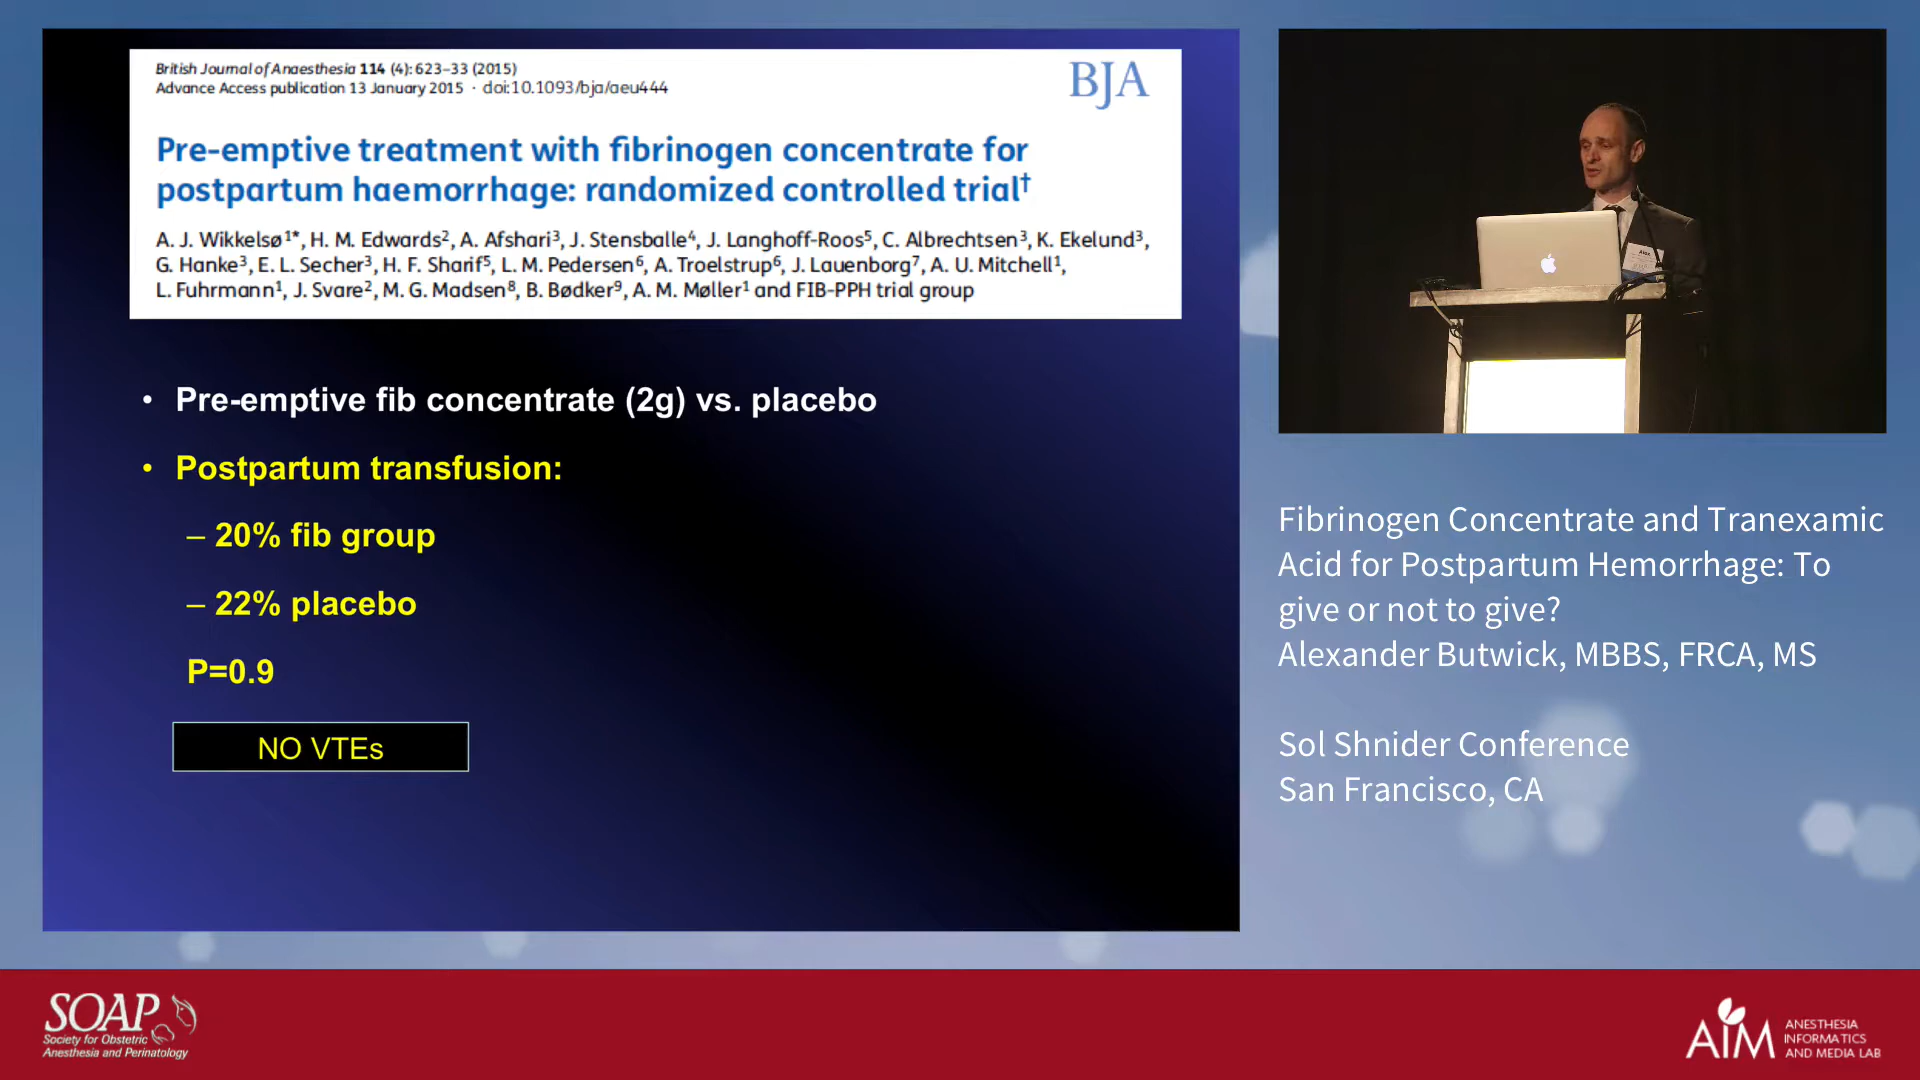 British Journal of Anaesthesia 114 (4): 623–33 (2015)
Advance Access publication 13 January 2015 · doi:10.1093/bja/aeu444
BJA
Pre-emptive treatment with fibrinogen concentrate for
postpartum haemorrhage: randomized controlled trial†
A. J. Wikkelsø1*, H. M. Edwards2, A. Afshari3, J. Stensballe4, J. Langhoff-Roos5, C. Albrechtsen3, K. Ekelund3,
G. Hanke3, E. L. Secher3, H. F. Sharif5, L. M. Pedersen6, A. Troelstrup6, J. Lauenborg7, A. U. Mitchell1,
L. Fuhrmann1, J. Svare2, M. G. Madsen8, B. Bødker9, A. M. Møller1 and FIB-PPH trial group
• Pre-emptive fib concentrate (2g) vs. placebo
• Postpartum transfusion:
– 20% fib group
– 22% placebo
P=0.9
NO VTEs
Fibrinogen Concentrate and Tranexamic
Acid for Postpartum Hemorrhage: To
give or not to give?
Alexander Butwick, MBBS, FRCA, MS
Sol Shnider Conference
San Francisco, CA
SOAP
Society for Obstetric
Anesthesia and Perinatology
AIM
ANESTHESIA
INFORMATICS
AND MEDIA LAB